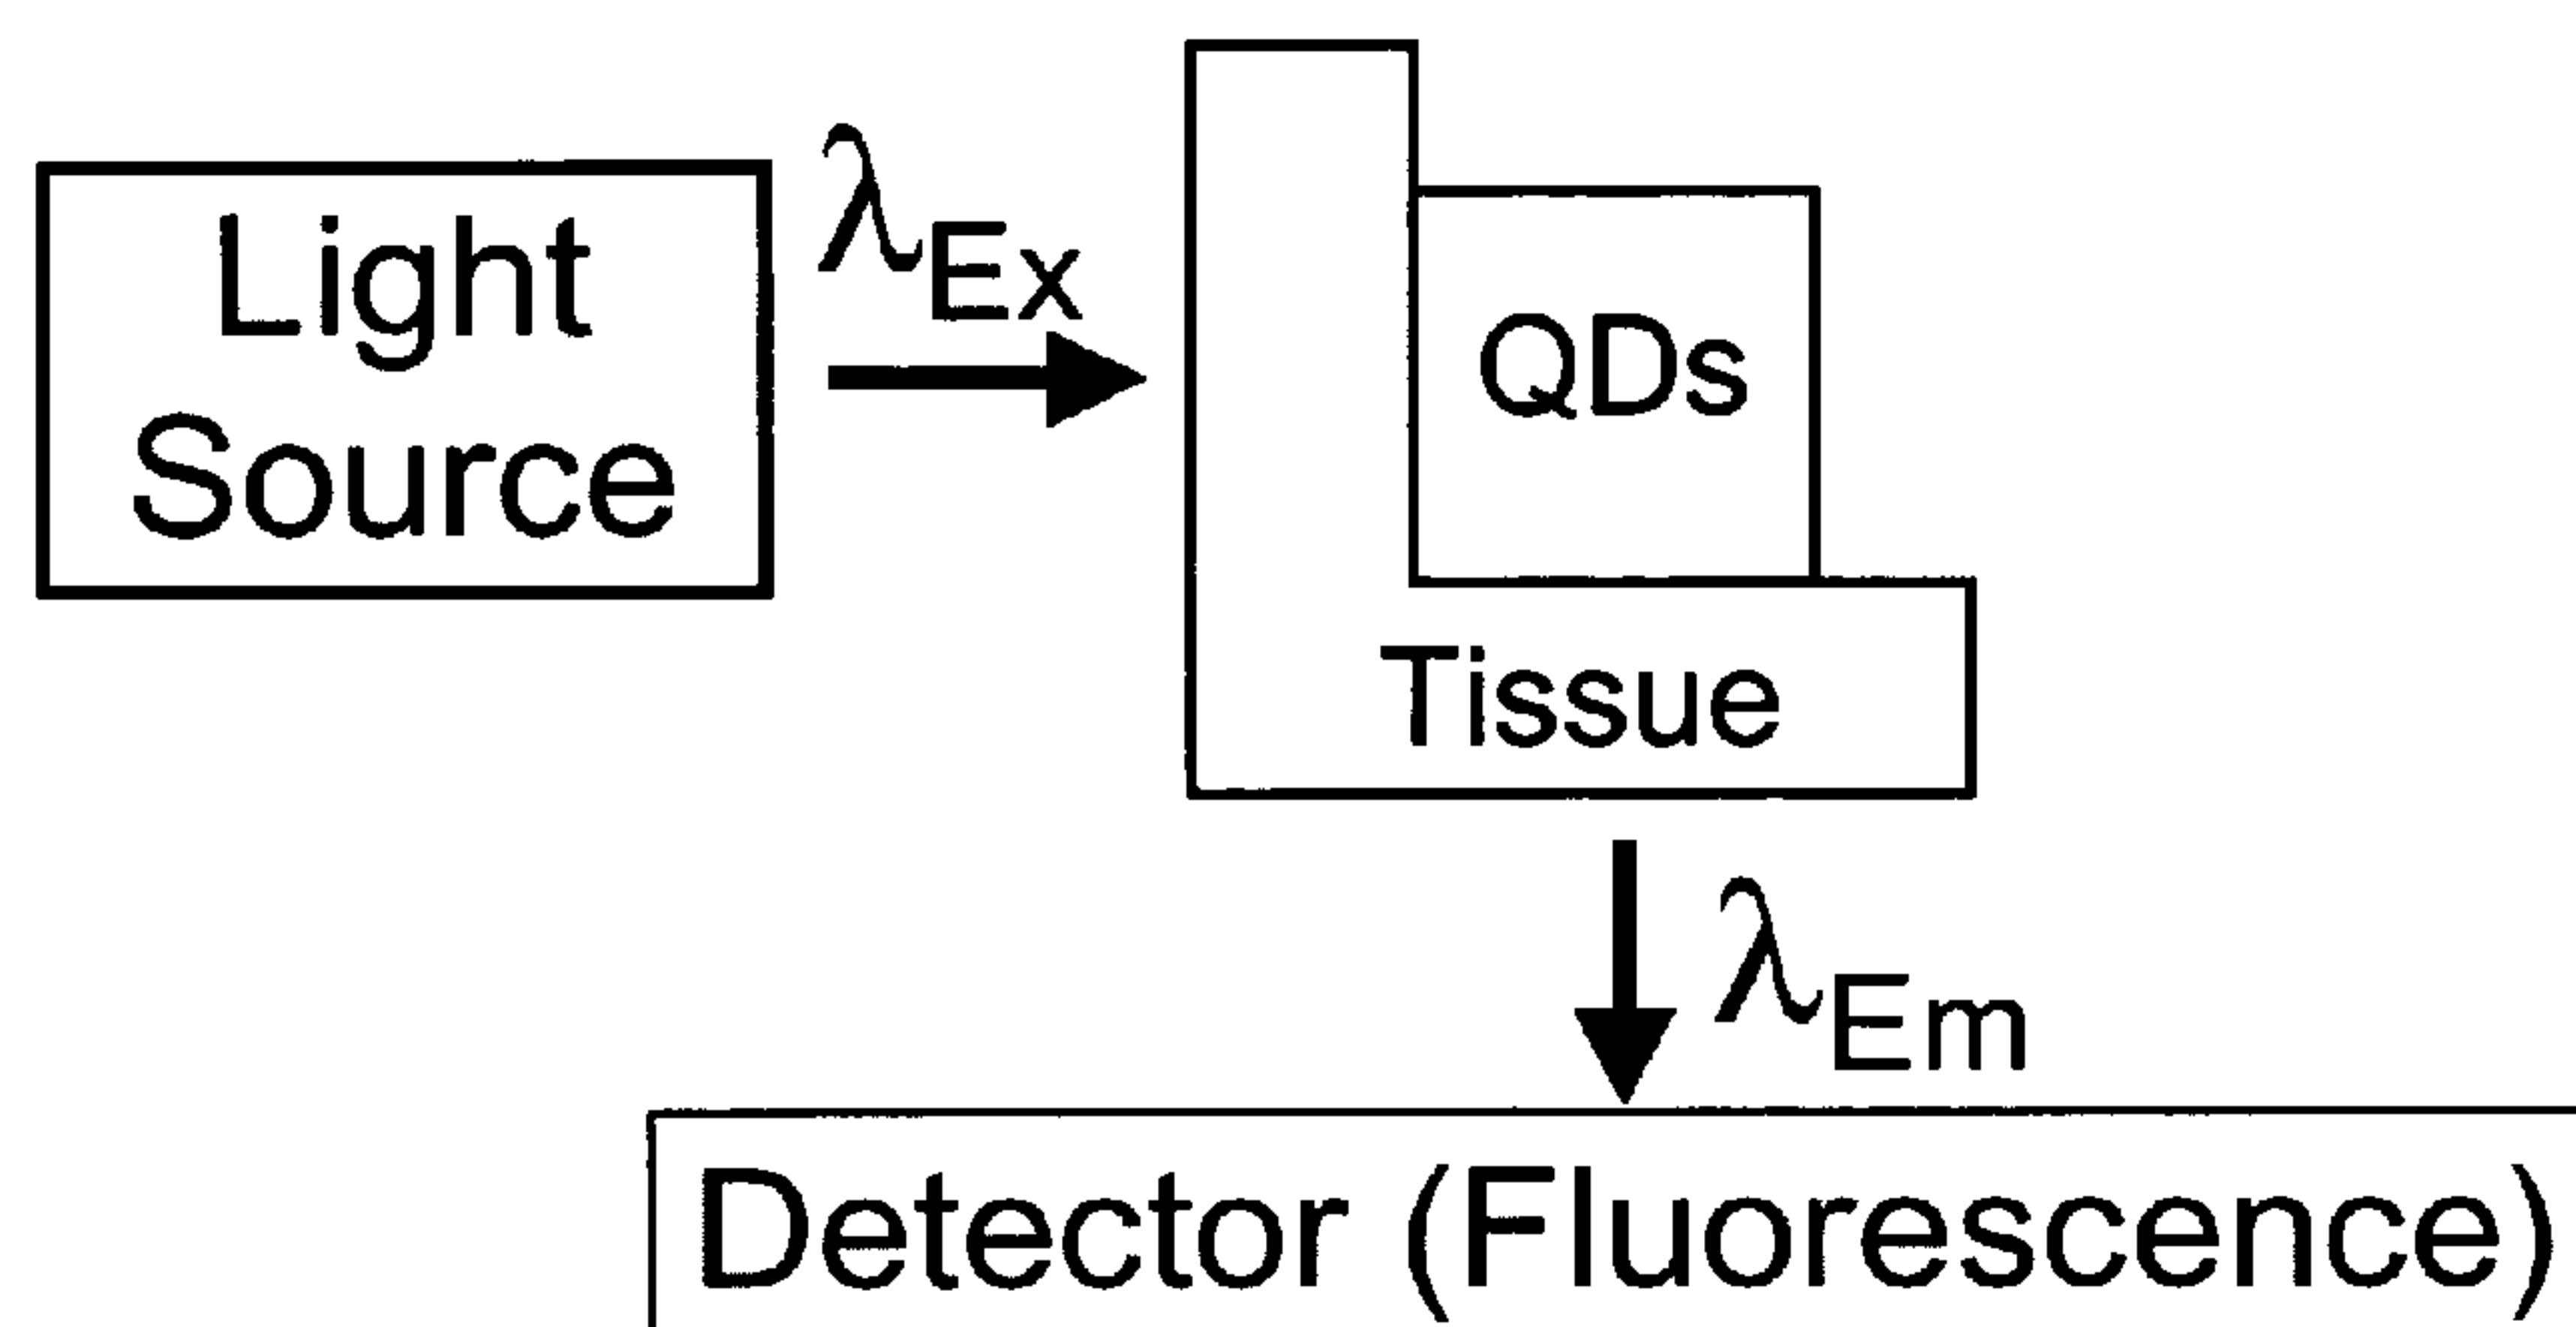 Light
Source
λEx
QDs
Tissue
λEm
Detector (Fluorescence)